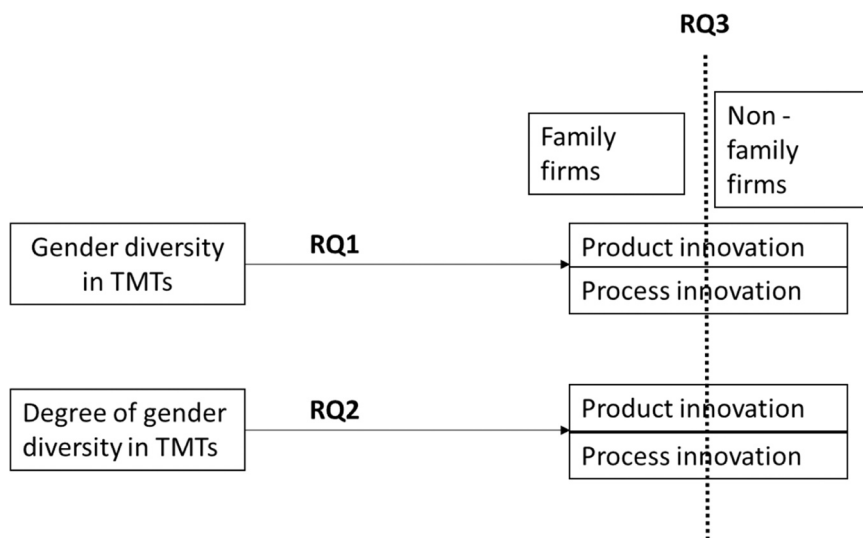 RQ3
Family
firms
Non -
family
firms
Gender diversity
in TMTs
RQ1
Product innovation
Process innovation
Degree of gender
diversity in TMTs
RQ2
Product innovation
Process innovation